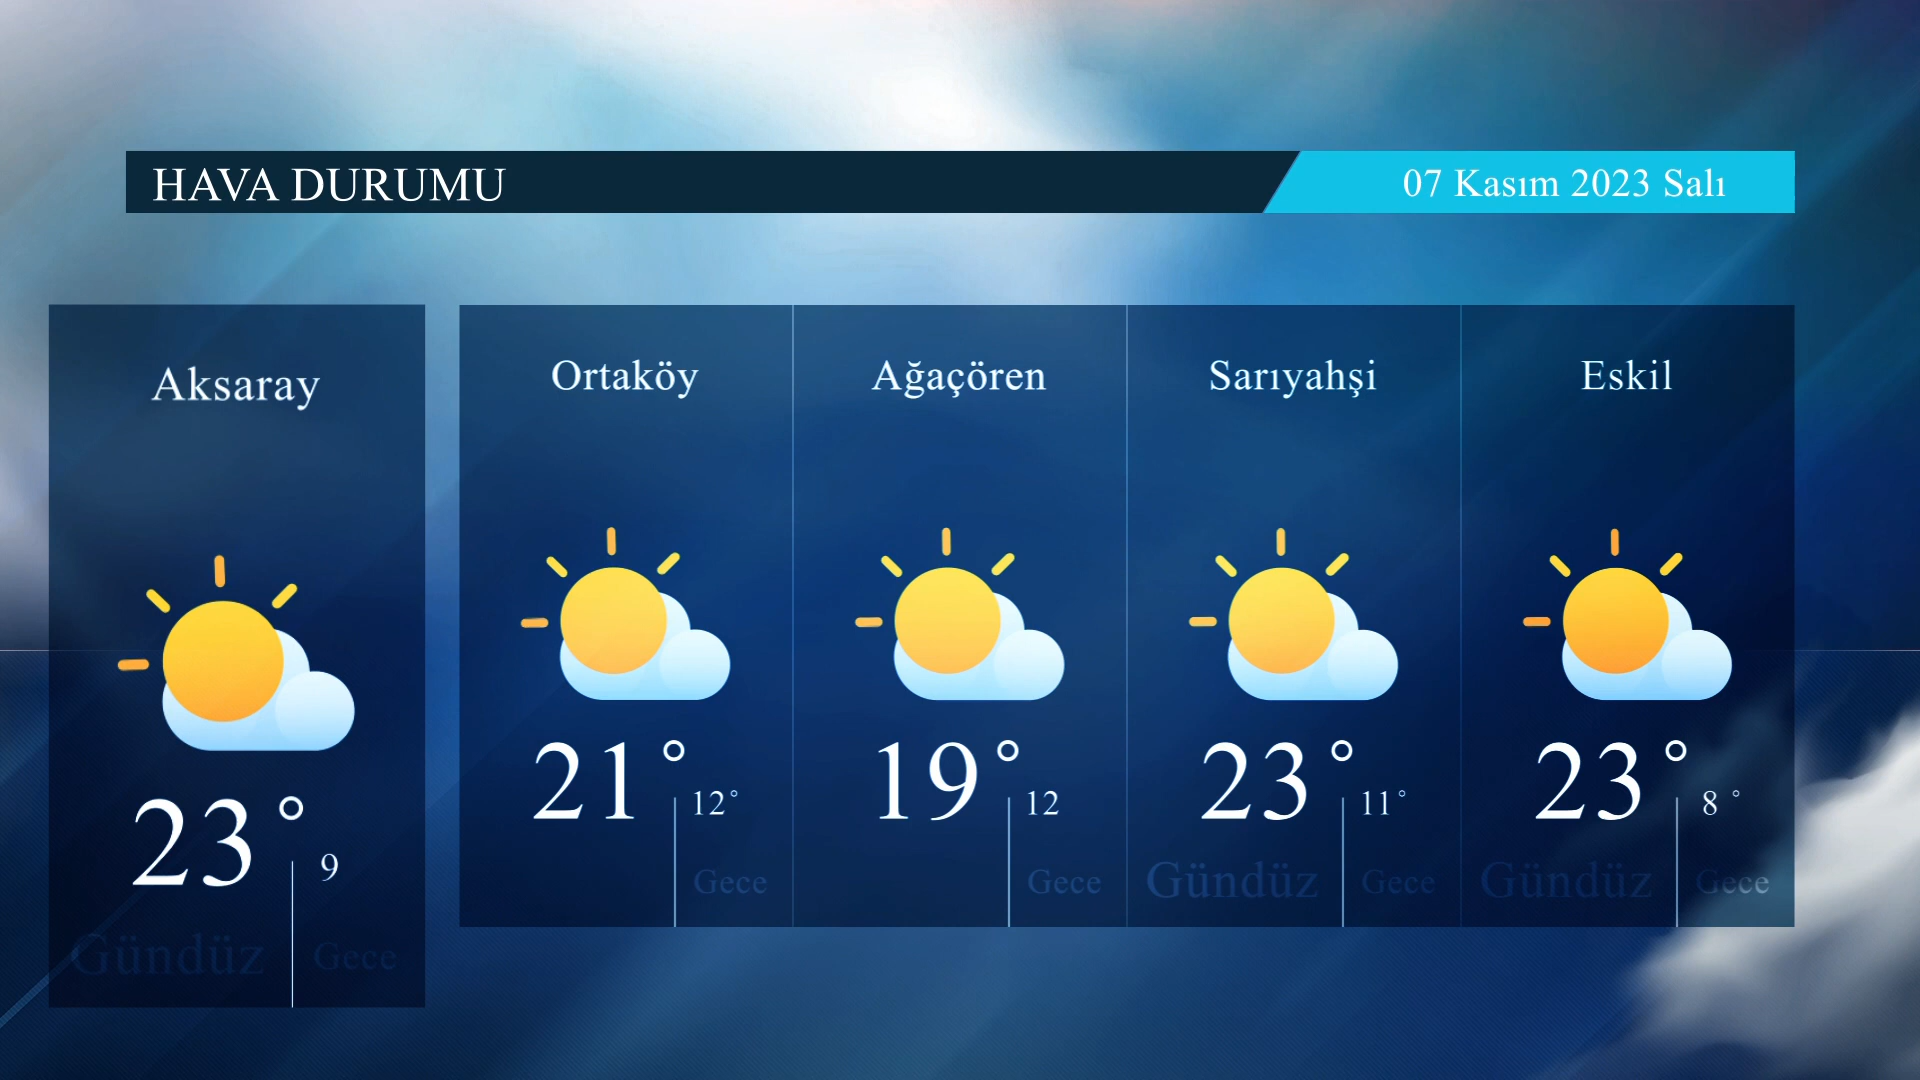 HAVA DURUMU
07 Kasım 2023 Salı
Aksaray
23°
9
Gündüz
Gece
Ortaköy
21°
12°
Gece
Ağaçören
19°
12
Gece
Sarıyahşi
23°
11°
Gündüz
Gece
Eskil
23°
8 °
Gündüz
Gece